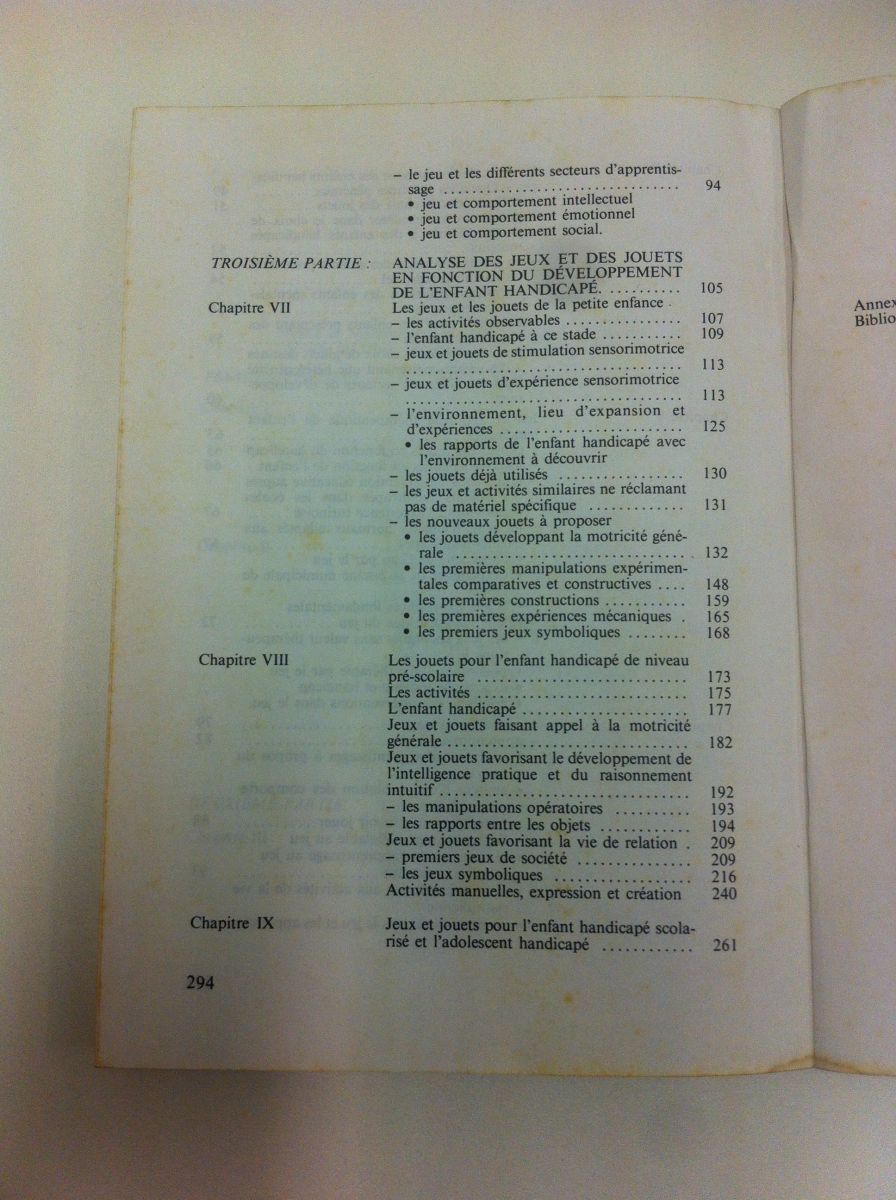 – le jeu et les différents secteurs d'apprentis-
sage .............................. 94
• jeu et comportement intellectuel
• jeu et comportement émotionnel
• jeu et comportement social.
TROISIÈME PARTIE : ANALYSE DES JEUX ET DES JOUETS
EN FONCTION DU DÉVELOPPEMENT
DE L'ENFANT HANDICAPÉ. .......... 105
Chapitre VII Les jeux et les jouets de la petite enfance
– les activités observables ................ 107
– l'enfant handicapé à ce stade ........... 109
– jeux et jouets de stimulation sensorimotrice
................................... 113
– jeux et jouets d'expérience sensorimotrice
................................... 113
– l'environnement, lieu d'expansion et
d'expériences ........................ 125
• les rapports de l'enfant handicapé avec
l'environnement à découvrir
– les jouets déjà utilisés ................. 130
– les jeux et activités similaires ne réclamant
pas de matériel spécifique ............. 131
– les nouveaux jouets à proposer
• les jouets développant la motricité géné-
rale ............................... 132
• les premières manipulations expérimen-
tales comparatives et constructives .... 148
• les premières constructions ........... 159
• les premières expériences mécaniques . 165
• les premiers jeux symboliques ........ 168
Chapitre VIII Les jouets pour l'enfant handicapé de niveau
pré-scolaire ........................... 173
Les activités ........................... 175
L'enfant handicapé ..................... 177
Jeux et jouets faisant appel à la motricité
générale ............................... 182
Jeux et jouets favorisant le développement de
l'intelligence pratique et du raisonnement
intuitif ................................ 192
– les manipulations opératoires .......... 193
– les rapports entre les objets ............ 194
Jeux et jouets favorisant la vie de relation . 209
– premiers jeux de société ............... 209
– les jeux symboliques .................. 216
Activités manuelles, expression et création 240
Chapitre IX Jeux et jouets pour l'enfant handicapé scola-
risé et l'adolescent handicapé ............ 261
294
Annex
Biblio